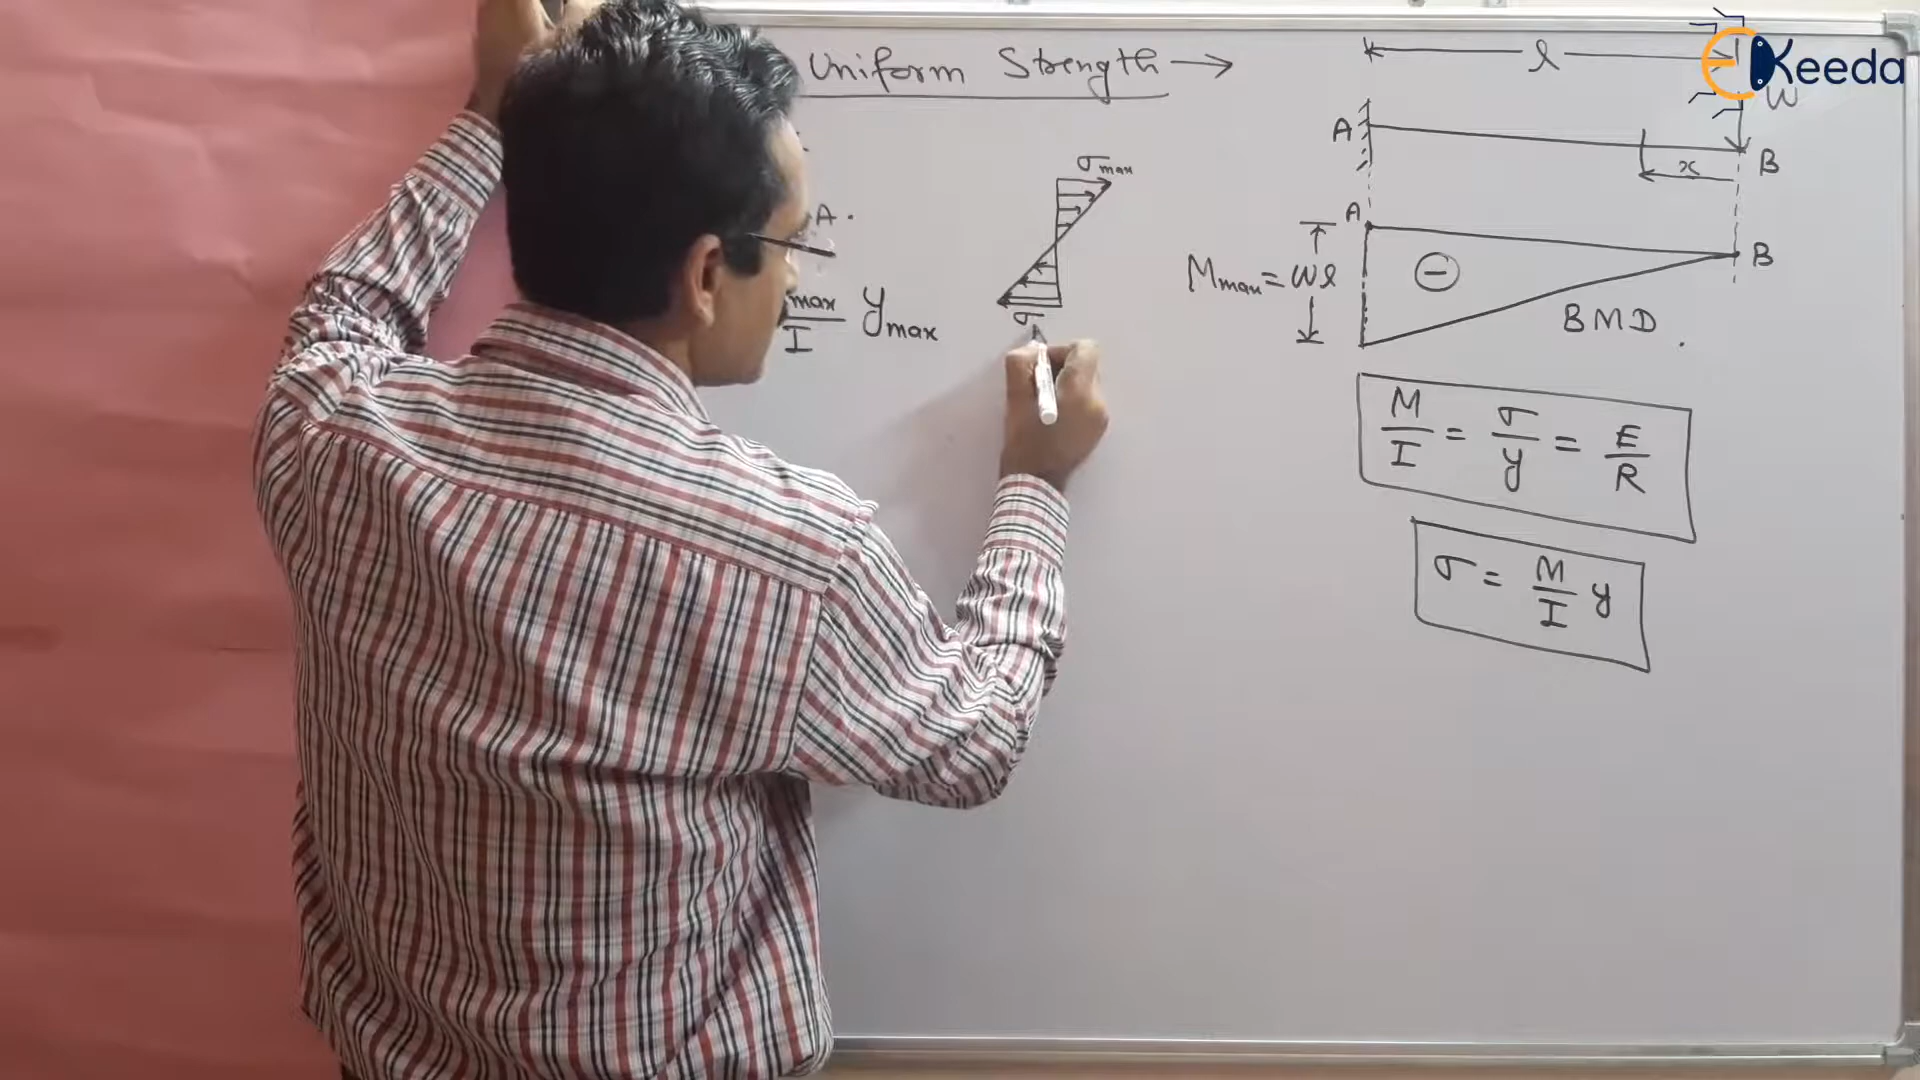 Uniform Strength →
l
Keeda
W
A
B
x
σmax
A.
A
B
Mmax = Wl
⊖
max
I
ymax
σ
BMD.
M/I = σ/y = E/R
σ = M/I y